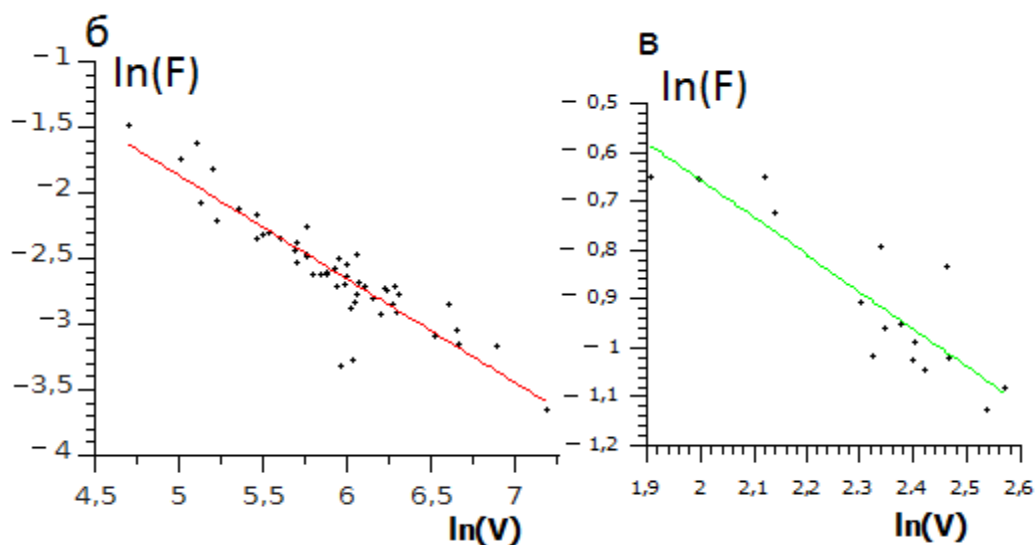 б
ln(F)
−1
−1,5
−2
−2,5
−3
−3,5
−4
4,5 5 5,5 6 6,5 7
ln(V)
в
ln(F)
− 0,5
− 0,6
− 0,7
− 0,8
− 0,9
− 1
− 1,1
− 1,2
1,9 2 2,1 2,2 2,3 2,4 2,5 2,6
ln(V)